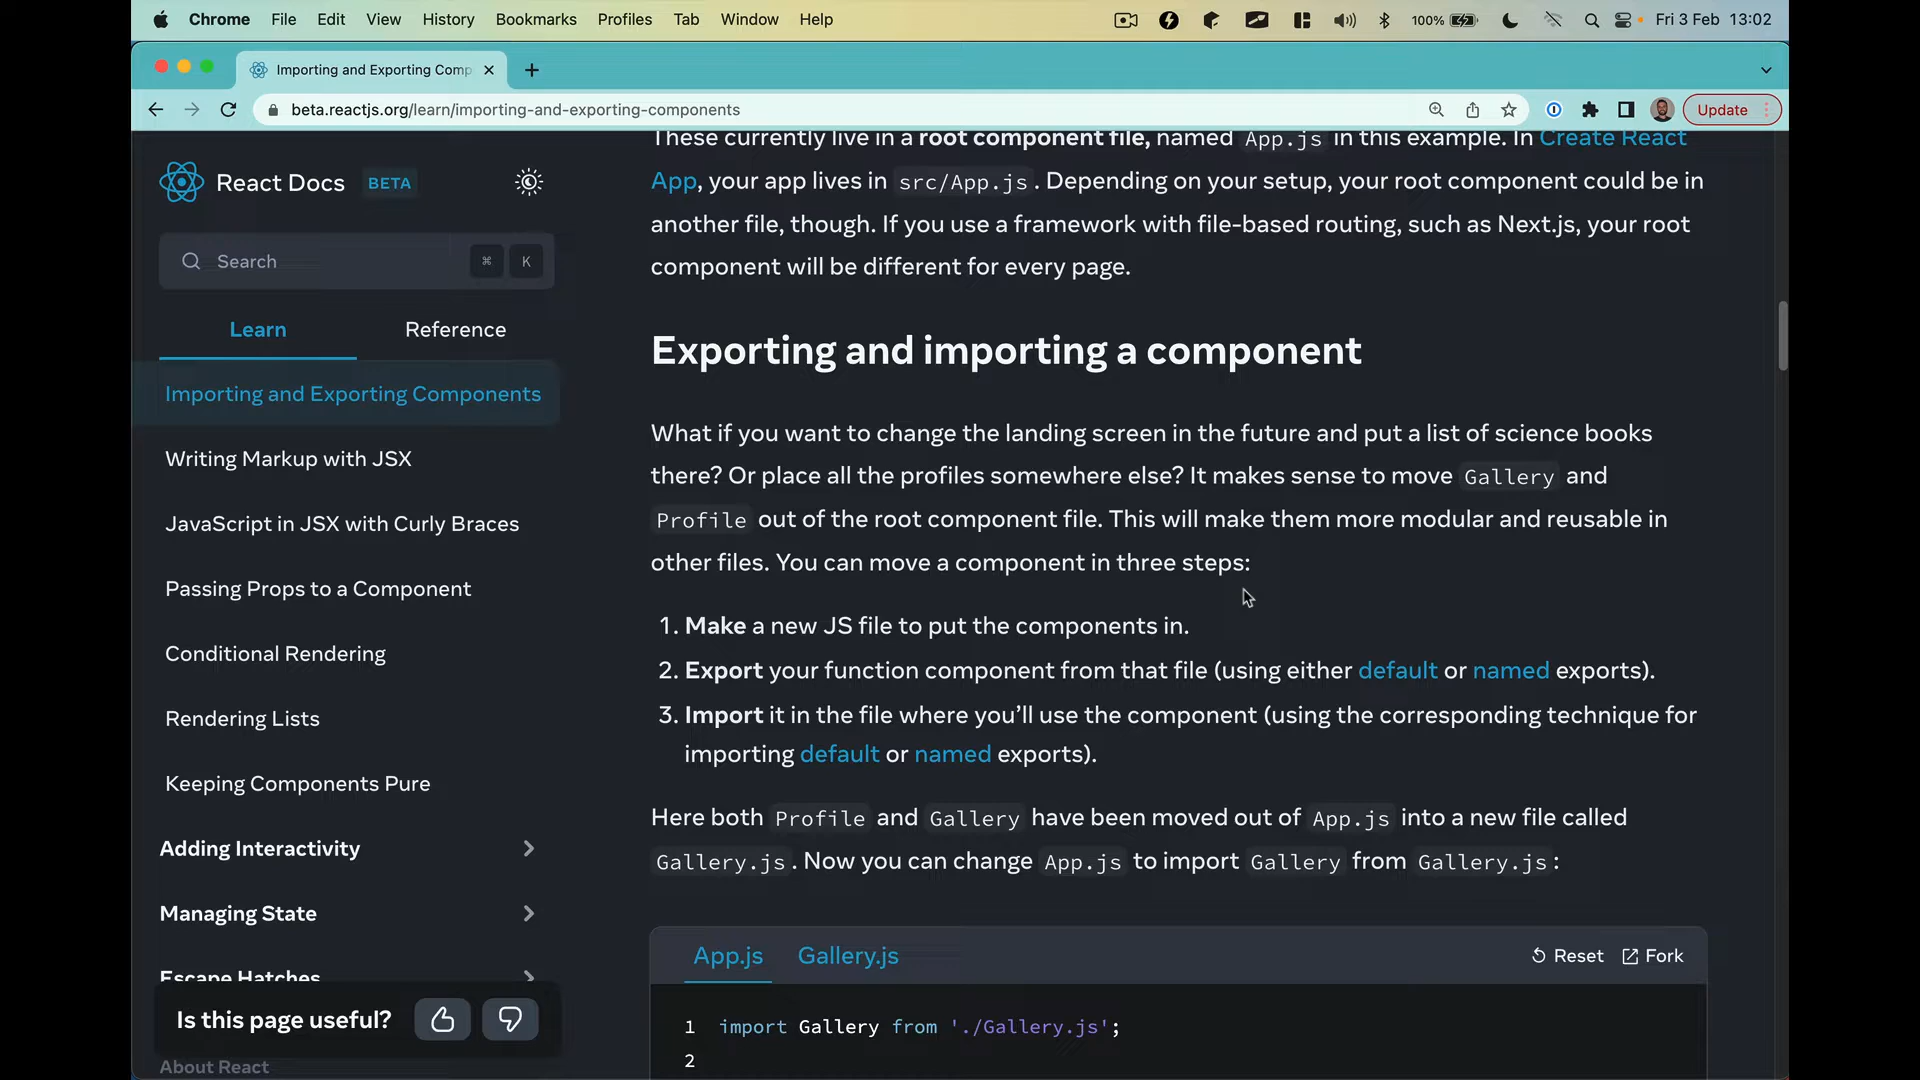 Chrome File Edit View History Bookmarks Profiles Tab Window Help 100% Fri 3 Feb 13:02
Importing and Exporting Comp
beta.reactjs.org/learn/importing-and-exporting-components Update
React Docs BETA
Search ⌘ K
Learn Reference
Importing and Exporting Components
Writing Markup with JSX
JavaScript in JSX with Curly Braces
Passing Props to a Component
Conditional Rendering
Rendering Lists
Keeping Components Pure
Adding Interactivity
Managing State
Escape Hatches
Is this page useful?
About React
These currently live in a root component file, named App.js in this example. In Create React
App, your app lives in src/App.js. Depending on your setup, your root component could be in
another file, though. If you use a framework with file-based routing, such as Next.js, your root
component will be different for every page.
Exporting and importing a component
What if you want to change the landing screen in the future and put a list of science books
there? Or place all the profiles somewhere else? It makes sense to move Gallery and
Profile out of the root component file. This will make them more modular and reusable in
other files. You can move a component in three steps:
1. Make a new JS file to put the components in.
2. Export your function component from that file (using either default or named exports).
3. Import it in the file where you’ll use the component (using the corresponding technique for
importing default or named exports).
Here both Profile and Gallery have been moved out of App.js into a new file called
Gallery.js. Now you can change App.js to import Gallery from Gallery.js:
App.js Gallery.js Reset Fork
1 import Gallery from './Gallery.js';
2